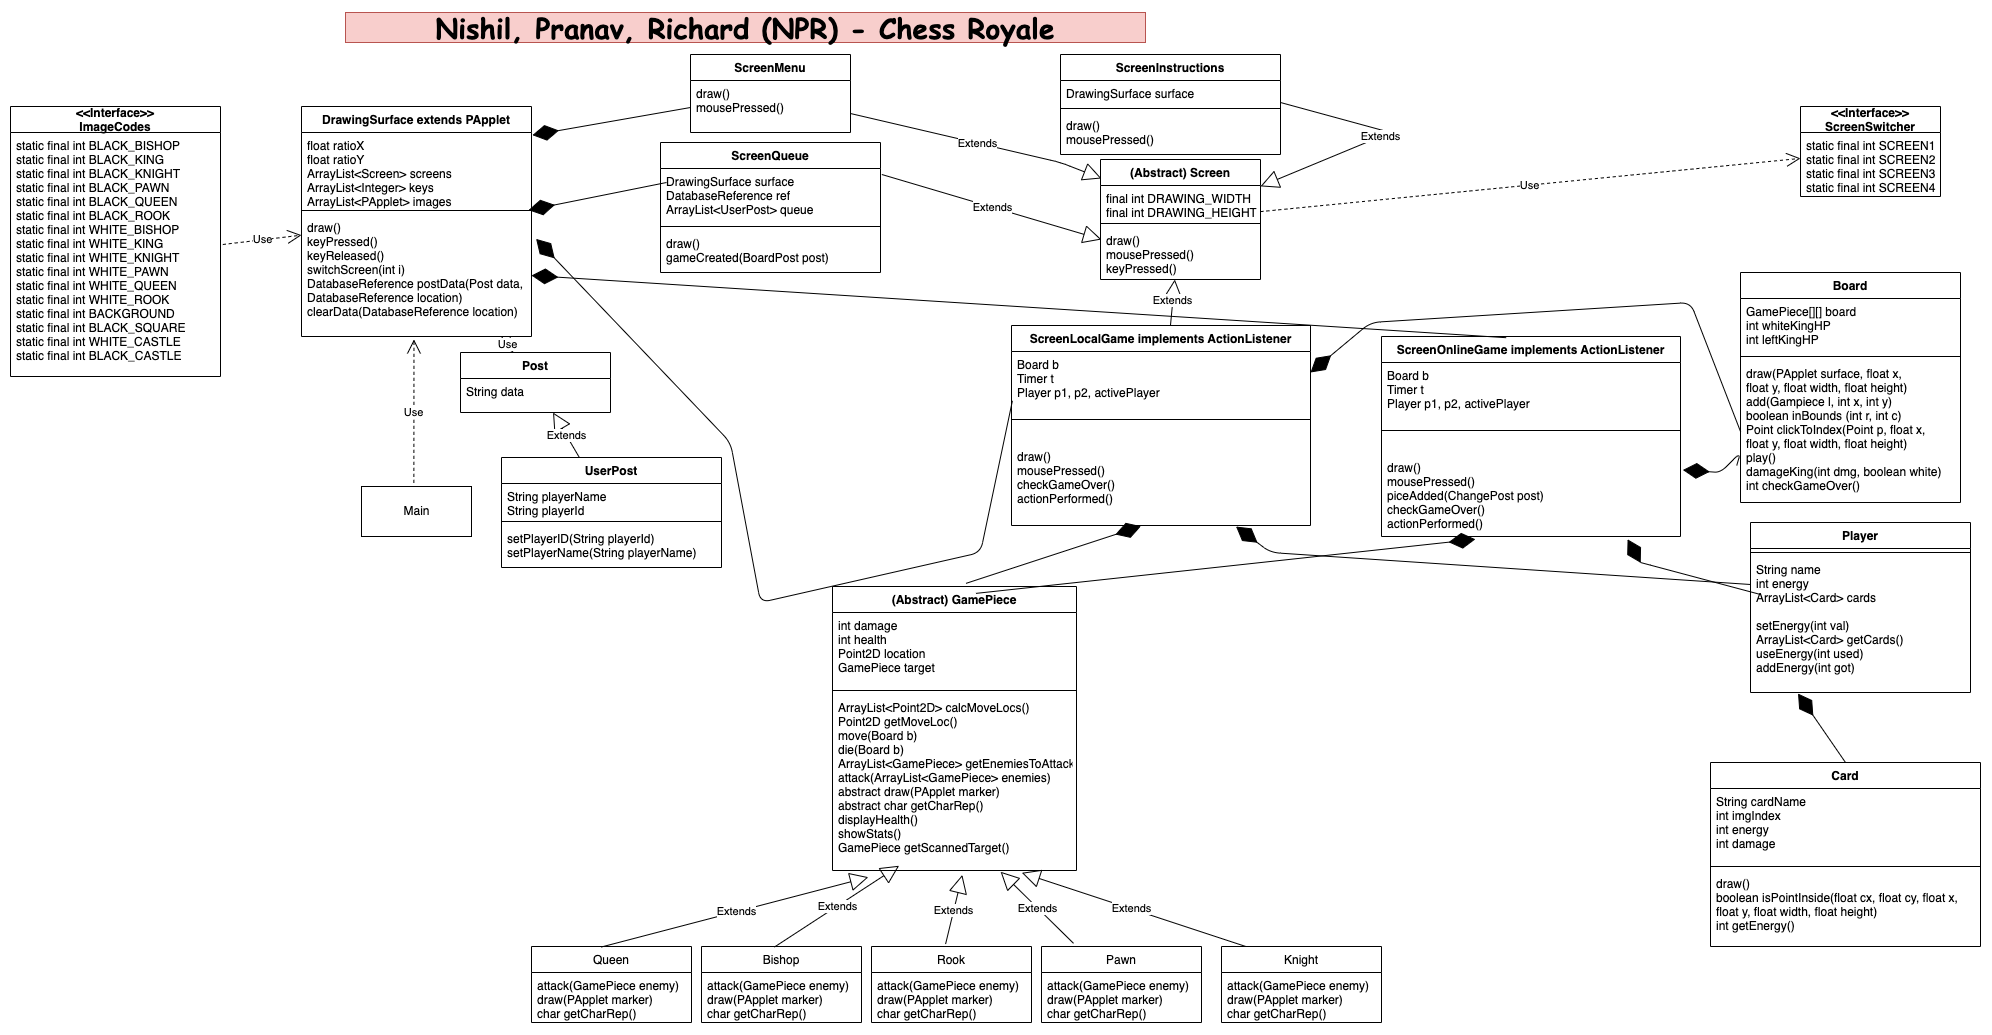 Nishil, Pranav, Richard (NPR) - Chess Royale
<<Interface>>
ImageCodes
static final int BLACK_BISHOP
static final int BLACK_KING
static final int BLACK_KNIGHT
static final int BLACK_PAWN
static final int BLACK_QUEEN
static final int BLACK_ROOK
static final int WHITE_BISHOP
static final int WHITE_KING
static final int WHITE_KNIGHT
static final int WHITE_PAWN
static final int WHITE_QUEEN
static final int WHITE_ROOK
static final int BACKGROUND
static final int BLACK_SQUARE
static final int WHITE_CASTLE
static final int BLACK_CASTLE
Use
DrawingSurface extends PApplet
float ratioX
float ratioY
ArrayList<Screen> screens
ArrayList<Integer> keys
ArrayList<PApplet> images
draw()
keyPressed()
keyReleased()
switchScreen(int i)
DatabaseReference postData(Post data,
DatabaseReference location)
clearData(DatabaseReference location)
Use
Use
Main
Post
String data
Extends
UserPost
String playerName
String playerId
setPlayerID(String playerId)
setPlayerName(String playerName)
ScreenMenu
draw()
mousePressed()
Extends
ScreenQueue
DrawingSurface surface
DatabaseReference ref
ArrayList<UserPost> queue
draw()
gameCreated(BoardPost post)
Extends
ScreenInstructions
DrawingSurface surface
draw()
mousePressed()
Extends
(Abstract) Screen
final int DRAWING_WIDTH
final int DRAWING_HEIGHT
draw()
mousePressed()
keyPressed()
Use
<<Interface>>
ScreenSwitcher
static final int SCREEN1
static final int SCREEN2
static final int SCREEN3
static final int SCREEN4
Extends
ScreenLocalGame implements ActionListener
Board b
Timer t
Player p1, p2, activePlayer
draw()
mousePressed()
checkGameOver()
actionPerformed()
ScreenOnlineGame implements ActionListener
Board b
Timer t
Player p1, p2, activePlayer
draw()
mousePressed()
piceAdded(ChangePost post)
checkGameOver()
actionPerformed()
Board
GamePiece[][] board
int whiteKingHP
int leftKingHP
draw(PApplet surface, float x,
float y, float width, float height)
add(Gampiece l, int x, int y)
boolean inBounds (int r, int c)
Point clickToIndex(Point p, float x,
float y, float width, float height)
play()
damageKing(int dmg, boolean white)
int checkGameOver()
Player
String name
int energy
ArrayList<Card> cards
setEnergy(int val)
ArrayList<Card> getCards()
useEnergy(int used)
addEnergy(int got)
Card
String cardName
int imgIndex
int energy
int damage
draw()
boolean isPointInside(float cx, float cy, float x,
float y, float width, float height)
int getEnergy()
(Abstract) GamePiece
int damage
int health
Point2D location
GamePiece target
ArrayList<Point2D> calcMoveLocs()
Point2D getMoveLoc()
move(Board b)
die(Board b)
ArrayList<GamePiece> getEnemiesToAttack
attack(ArrayList<GamePiece> enemies)
abstract draw(PApplet marker)
abstract char getCharRep()
displayHealth()
showStats()
GamePiece getScannedTarget()
Extends
Extends
Extends
Extends
Extends
Queen
attack(GamePiece enemy)
draw(PApplet marker)
char getCharRep()
Bishop
attack(GamePiece enemy)
draw(PApplet marker)
char getCharRep()
Rook
attack(GamePiece enemy)
draw(PApplet marker)
char getCharRep()
Pawn
attack(GamePiece enemy)
draw(PApplet marker)
char getCharRep()
Knight
attack(GamePiece enemy)
draw(PApplet marker)
char getCharRep()